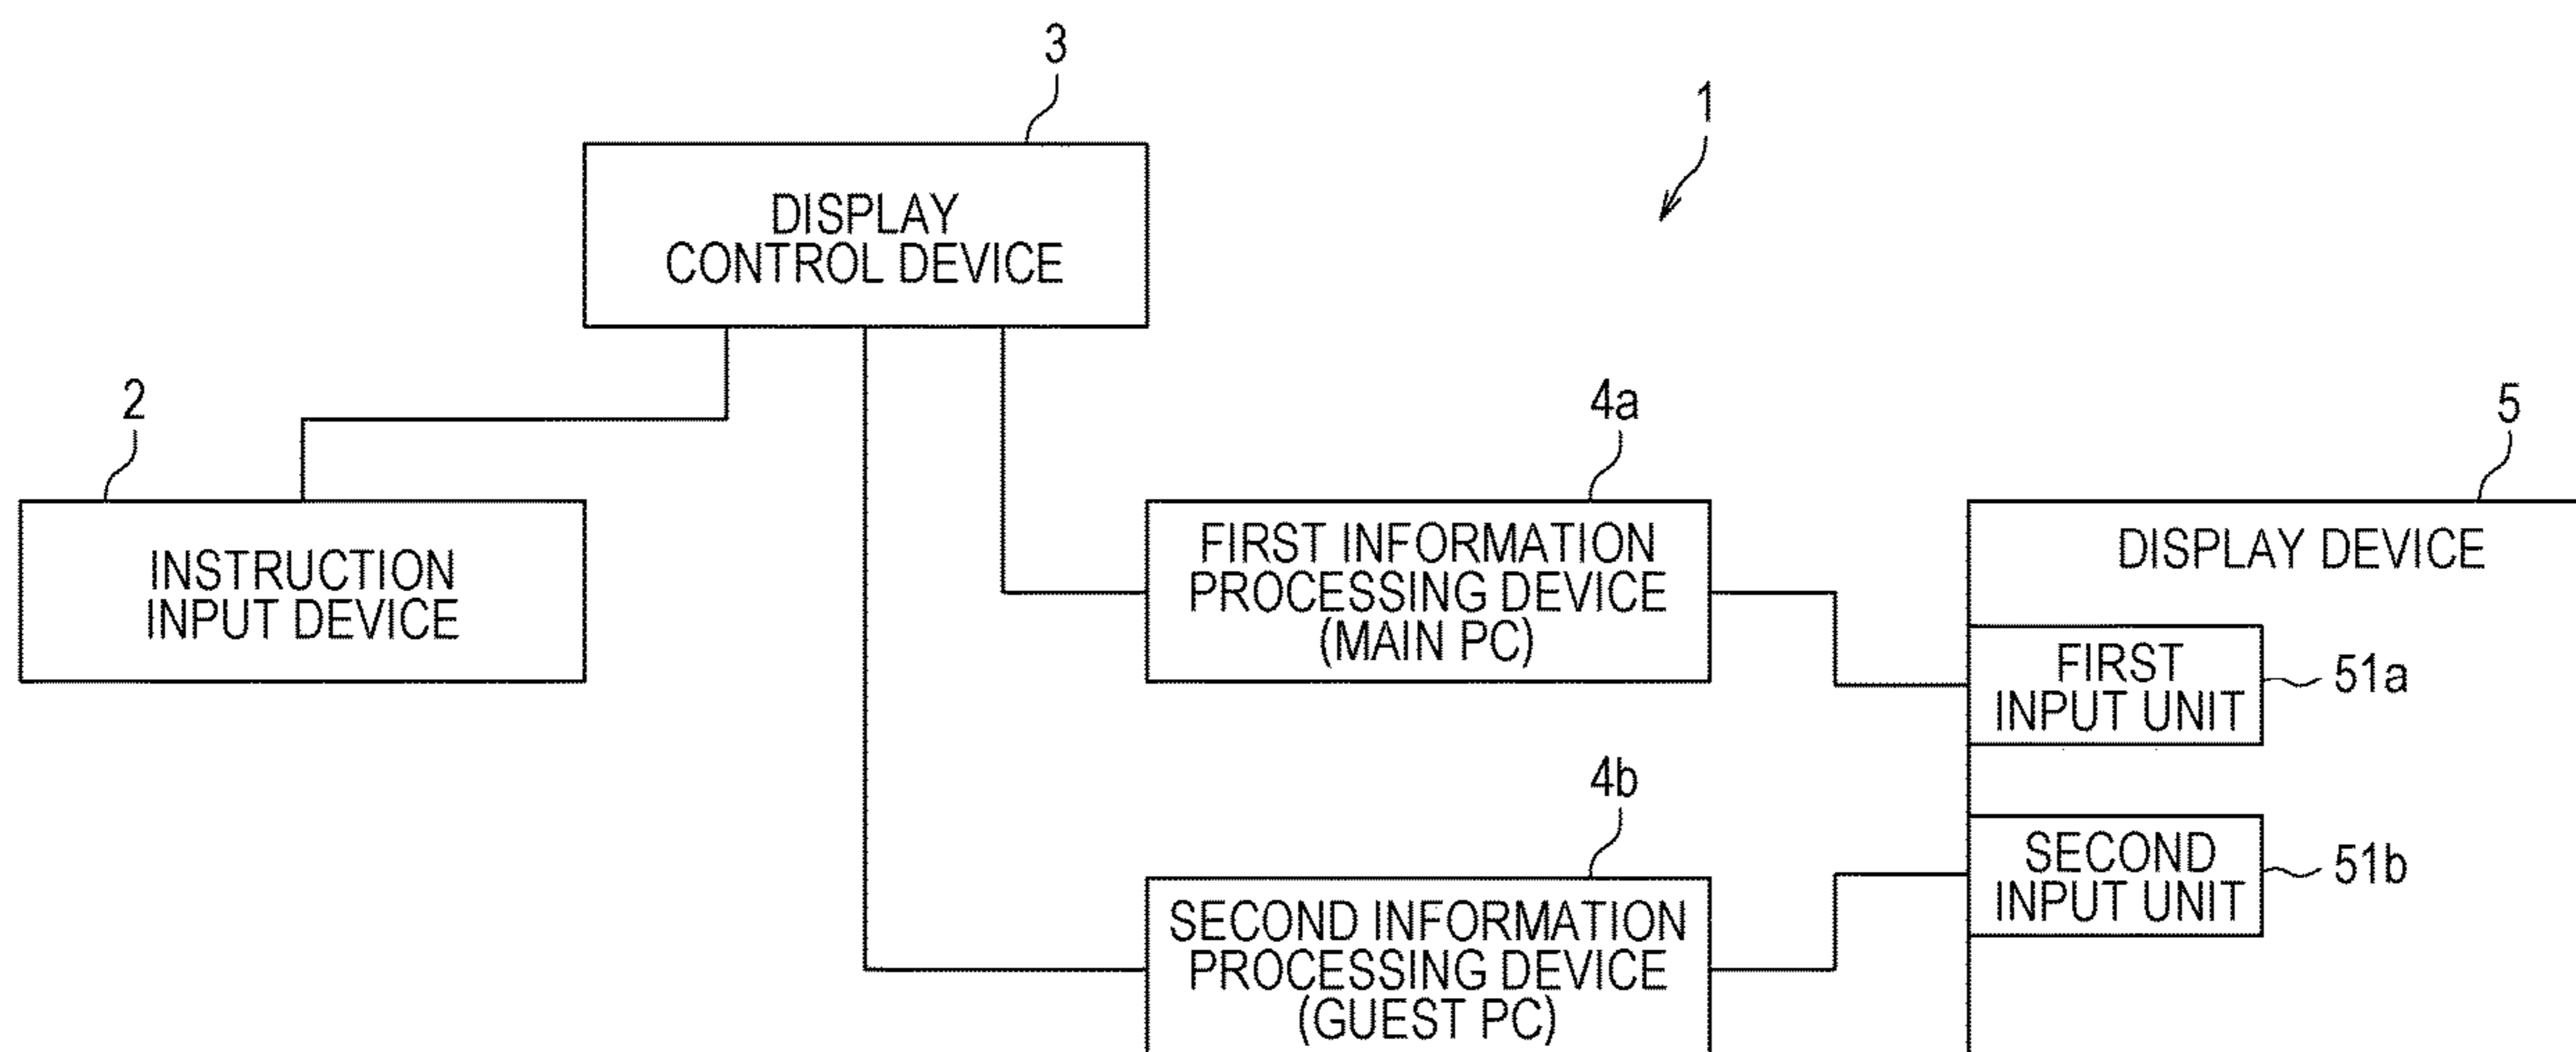 3
1
DISPLAY
CONTROL DEVICE
2
4a
5
INSTRUCTION
INPUT DEVICE
FIRST INFORMATION
PROCESSING DEVICE
(MAIN PC)
DISPLAY DEVICE
FIRST
INPUT UNIT
51a
4b
SECOND
INPUT UNIT
51b
SECOND INFORMATION
PROCESSING DEVICE
(GUEST PC)